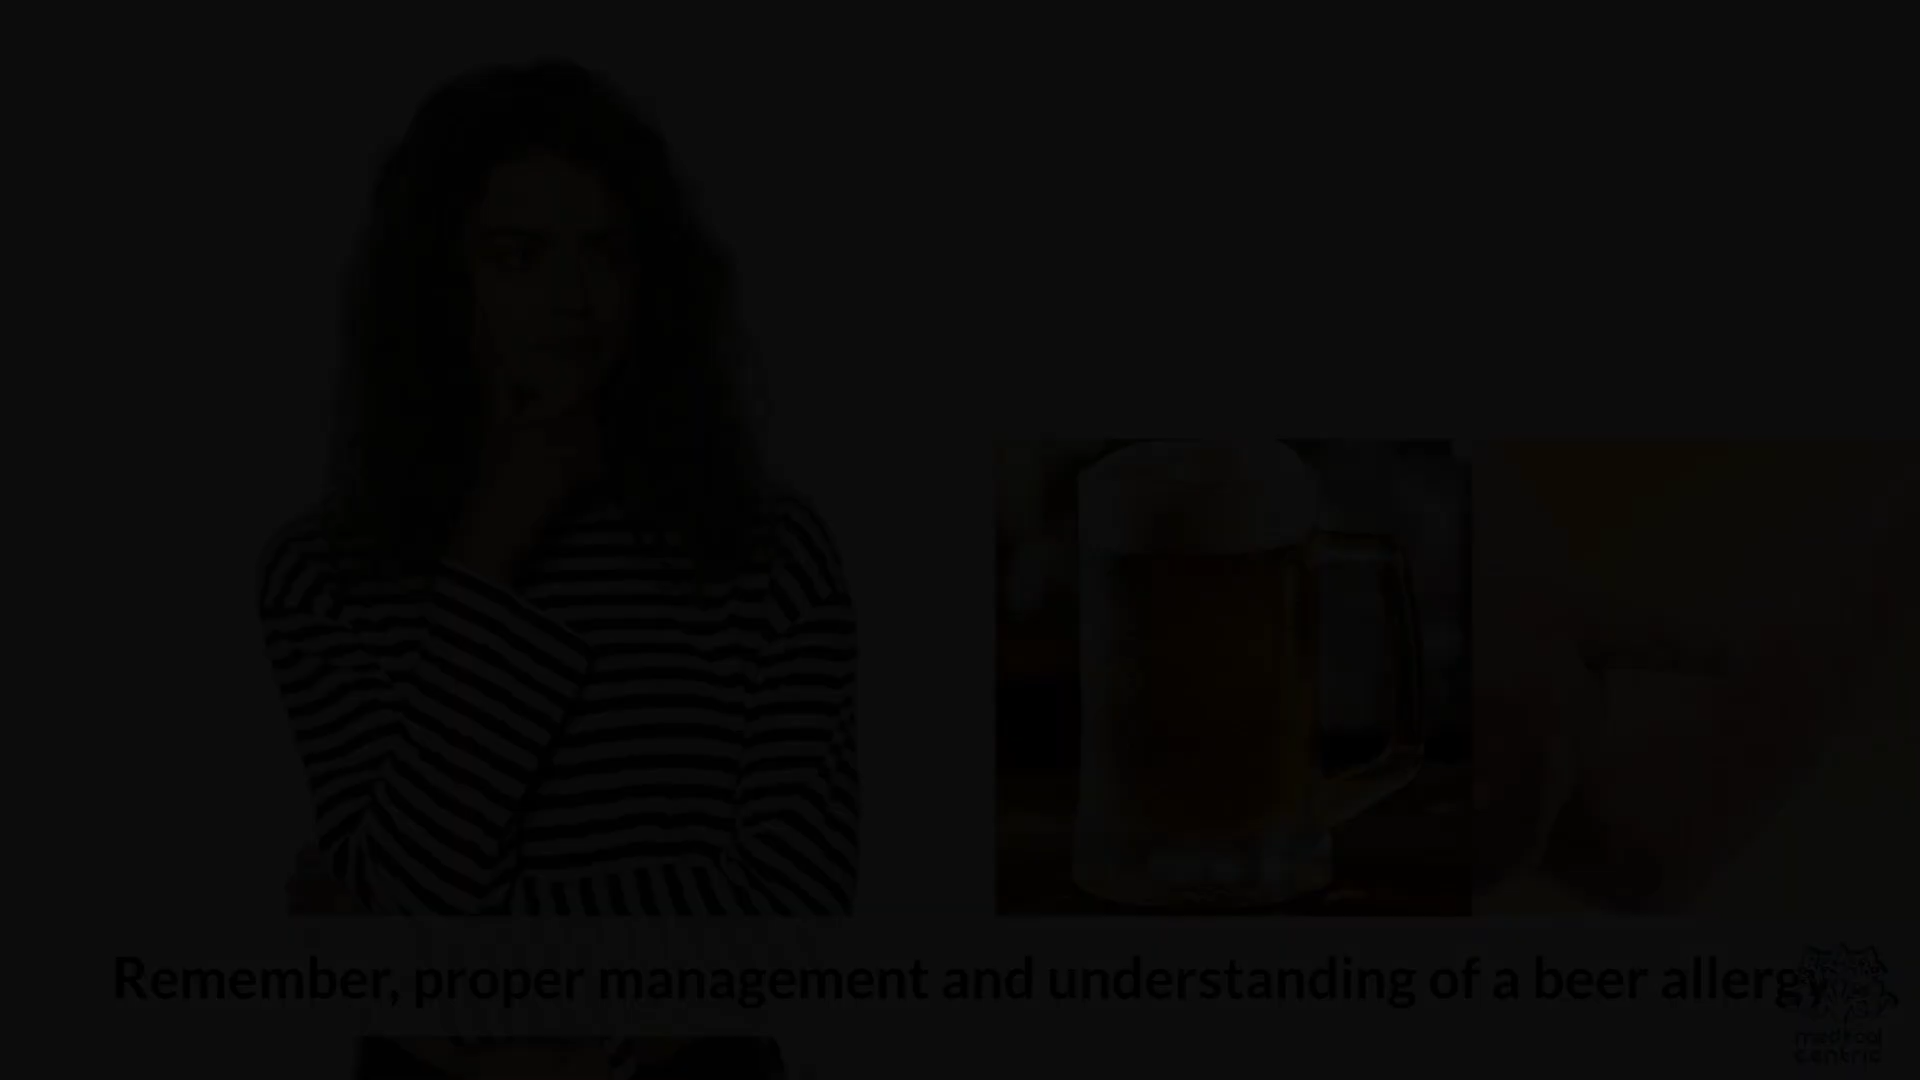 Remember, proper management and understanding of a beer allergy
medical
centric